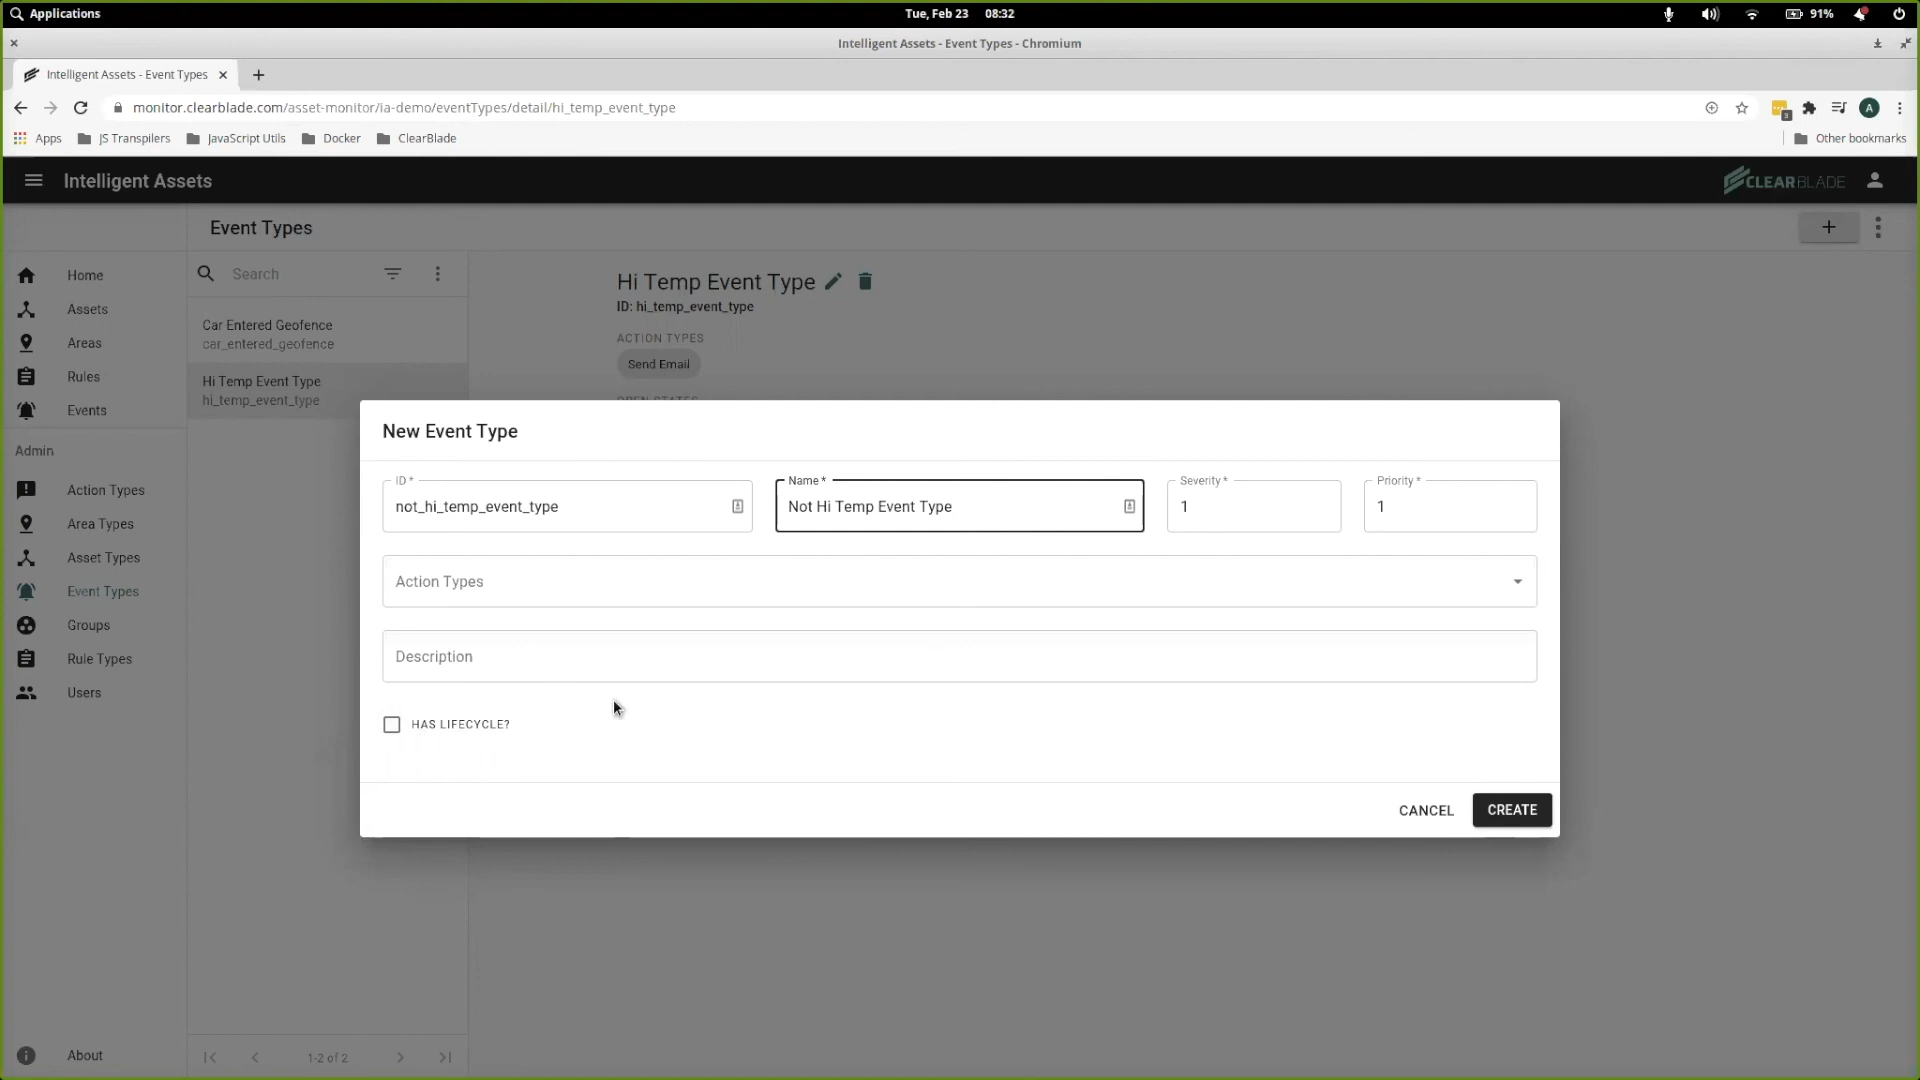 Applications
Tue, Feb 23 08:32
91%
Intelligent Assets - Event Types - Chromium
Intelligent Assets - Event Types
monitor.clearblade.com/asset-monitor/ia-demo/eventTypes/detail/hi_temp_event_type
3
A
Apps
JS Transpilers
JavaScript Utils
Docker
ClearBlade
Other bookmarks
Intelligent Assets
CLEARBLADE
Event Types
+
Home
Assets
Areas
Rules
Events
Admin
Action Types
Area Types
Asset Types
Event Types
Groups
Rule Types
Users
About
Search
Car Entered Geofence
car_entered_geofence
Hi Temp Event Type
hi_temp_event_type
1-2 of 2
Hi Temp Event Type
ID: hi_temp_event_type
ACTION TYPES
Send Email
OPEN STATES
New Event Type
ID *
not_hi_temp_event_type
Name *
Not Hi Temp Event Type
Severity *
1
Priority *
1
Action Types
Description
HAS LIFECYCLE?
CANCEL
CREATE